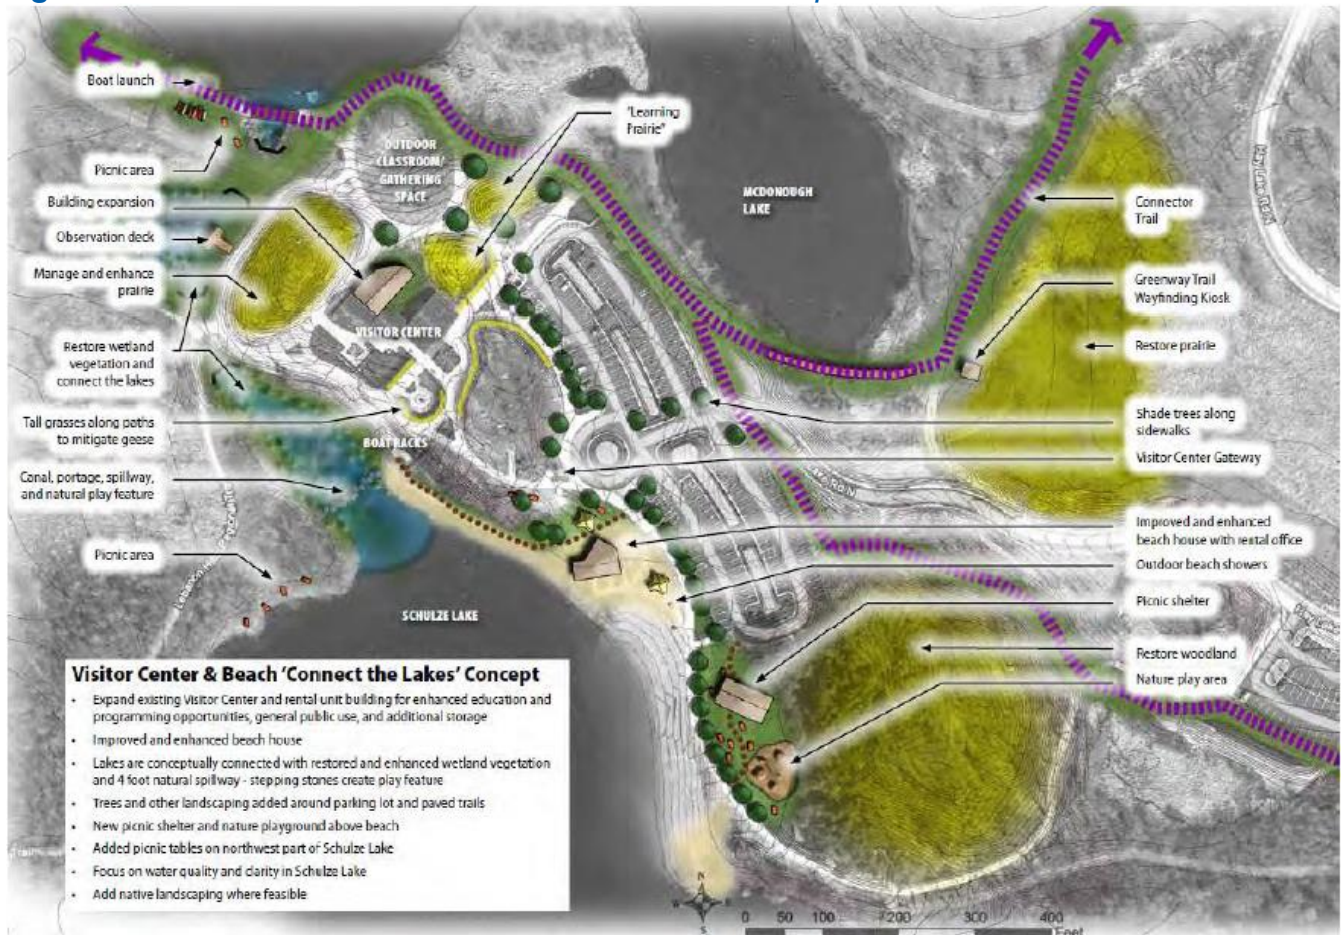 Boat launch
Picnic area
Building expansion
Observation deck
Manage and enhance
prairie
Restore wetland
vegetation and
connect the lakes
Tall grasses along paths
to mitigate geese
Canal, portage, spillway,
and natural play feature
Picnic area
OUTDOOR
CLASSROOM/
GATHERING
SPACE
"Learning
Prairie"
VISITOR CENTER
BOAT RACKS
MCDONOUGH
LAKE
SCHULZE LAKE
Connector
Trail
Greenway Trail
Wayfinding Kiosk
Restore prairie
Shade trees along
sidewalks
Visitor Center Gateway
Improved and enhanced
beach house with rental office
Outdoor beach showers
Picnic shelter
Restore woodland
Nature play area
Visitor Center & Beach 'Connect the Lakes' Concept
• Expand existing Visitor Center and rental unit building for enhanced education and
programming opportunities, general public use, and additional storage
• Improved and enhanced beach house
• Lakes are conceptually connected with restored and enhanced wetland vegetation
and 4 foot natural spillway - stepping stones create play feature
• Trees and other landscaping added around parking lot and paved trails
• New picnic shelter and nature playground above beach
• Added picnic tables on northwest part of Schulze Lake
• Focus on water quality and clarity in Schulze Lake
• Add native landscaping where feasible
N
S
0 50 100 200 300 400
Feet